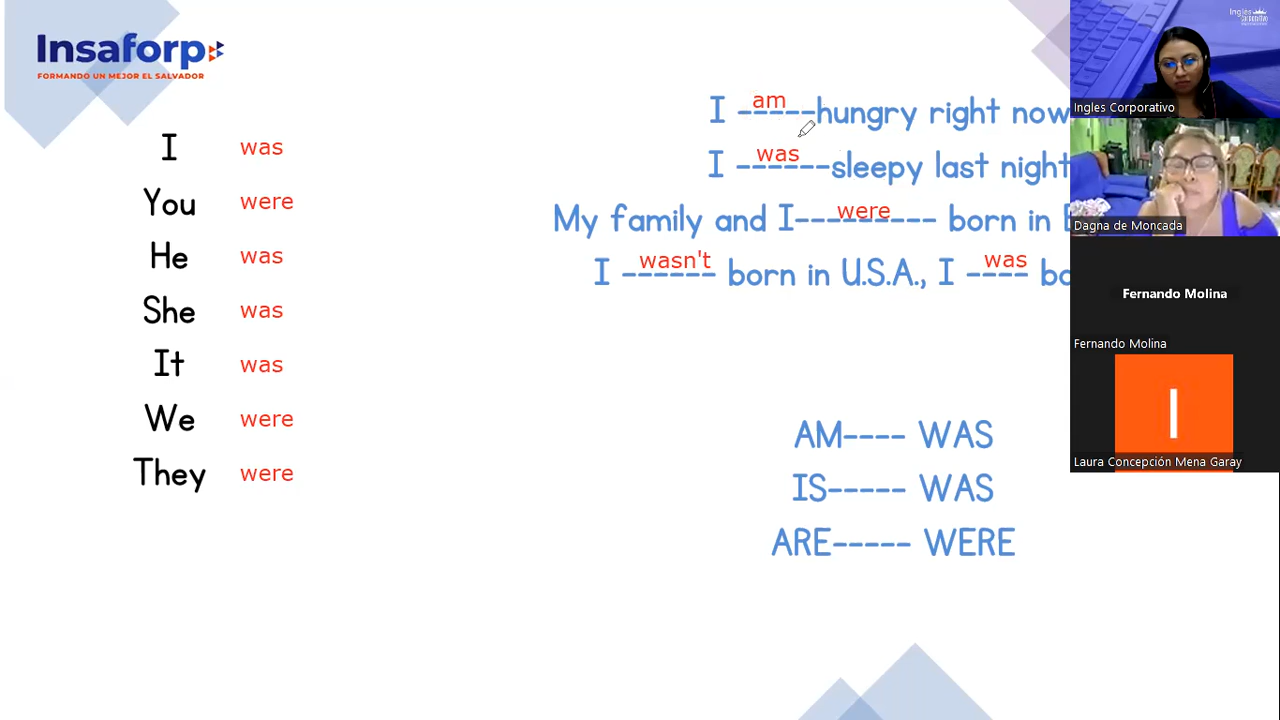 Insaforp
FORMANDO UN MEJOR EL SALVADOR
I was
You were
He was
She was
It was
We were
They were
I --am--hungry right now
I --was--sleepy last night
My family and I---were--- born in
I --wasn't-- born in U.S.A., I -was-
AM---- WAS
IS----- WAS
ARE----- WERE
Ingles Corporativo
Dagna de Moncada
Fernando Molina
Fernando Molina
I
Laura Concepción Mena Garay